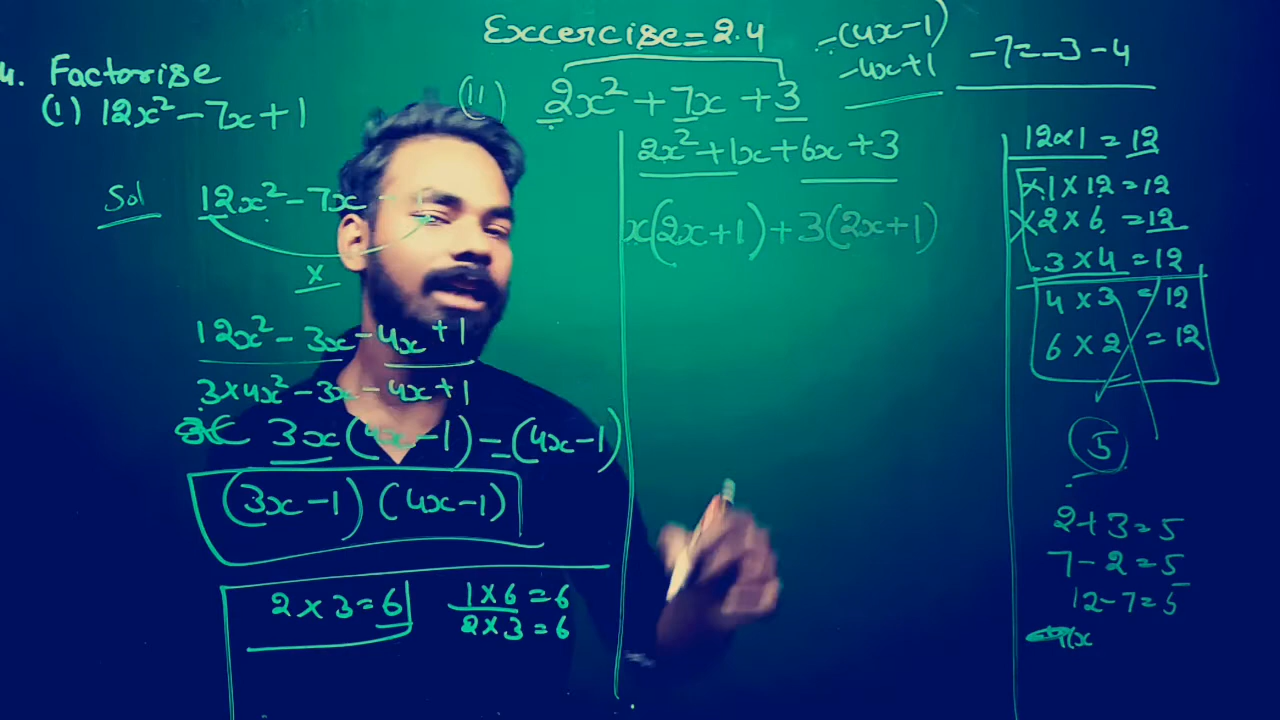 Excercise = 2.4
4. Factorise
(i) 12x² - 7x + 1
Sol 12x² - 7x
x
12x² - 3x - 4x + 1
3×4x² - 3x - 4x + 1
3x(4x-1) - (4x-1)
(3x-1) (4x-1)
2 × 3 = 6
1 × 6 = 6
2 × 3 = 6
(ii) 2x² + 7x + 3
2x² + 1x + 6x + 3
x(2x+1) + 3(2x+1)
-(4x-1)
-4x+1
-7 = -3 - 4
12×1 = 12
1 × 12 = 12
2 × 6 = 12
3 × 4 = 12
4 × 3 = 12
6 × 2 = 12
5
2+3=5
7-2=5
12-7=5